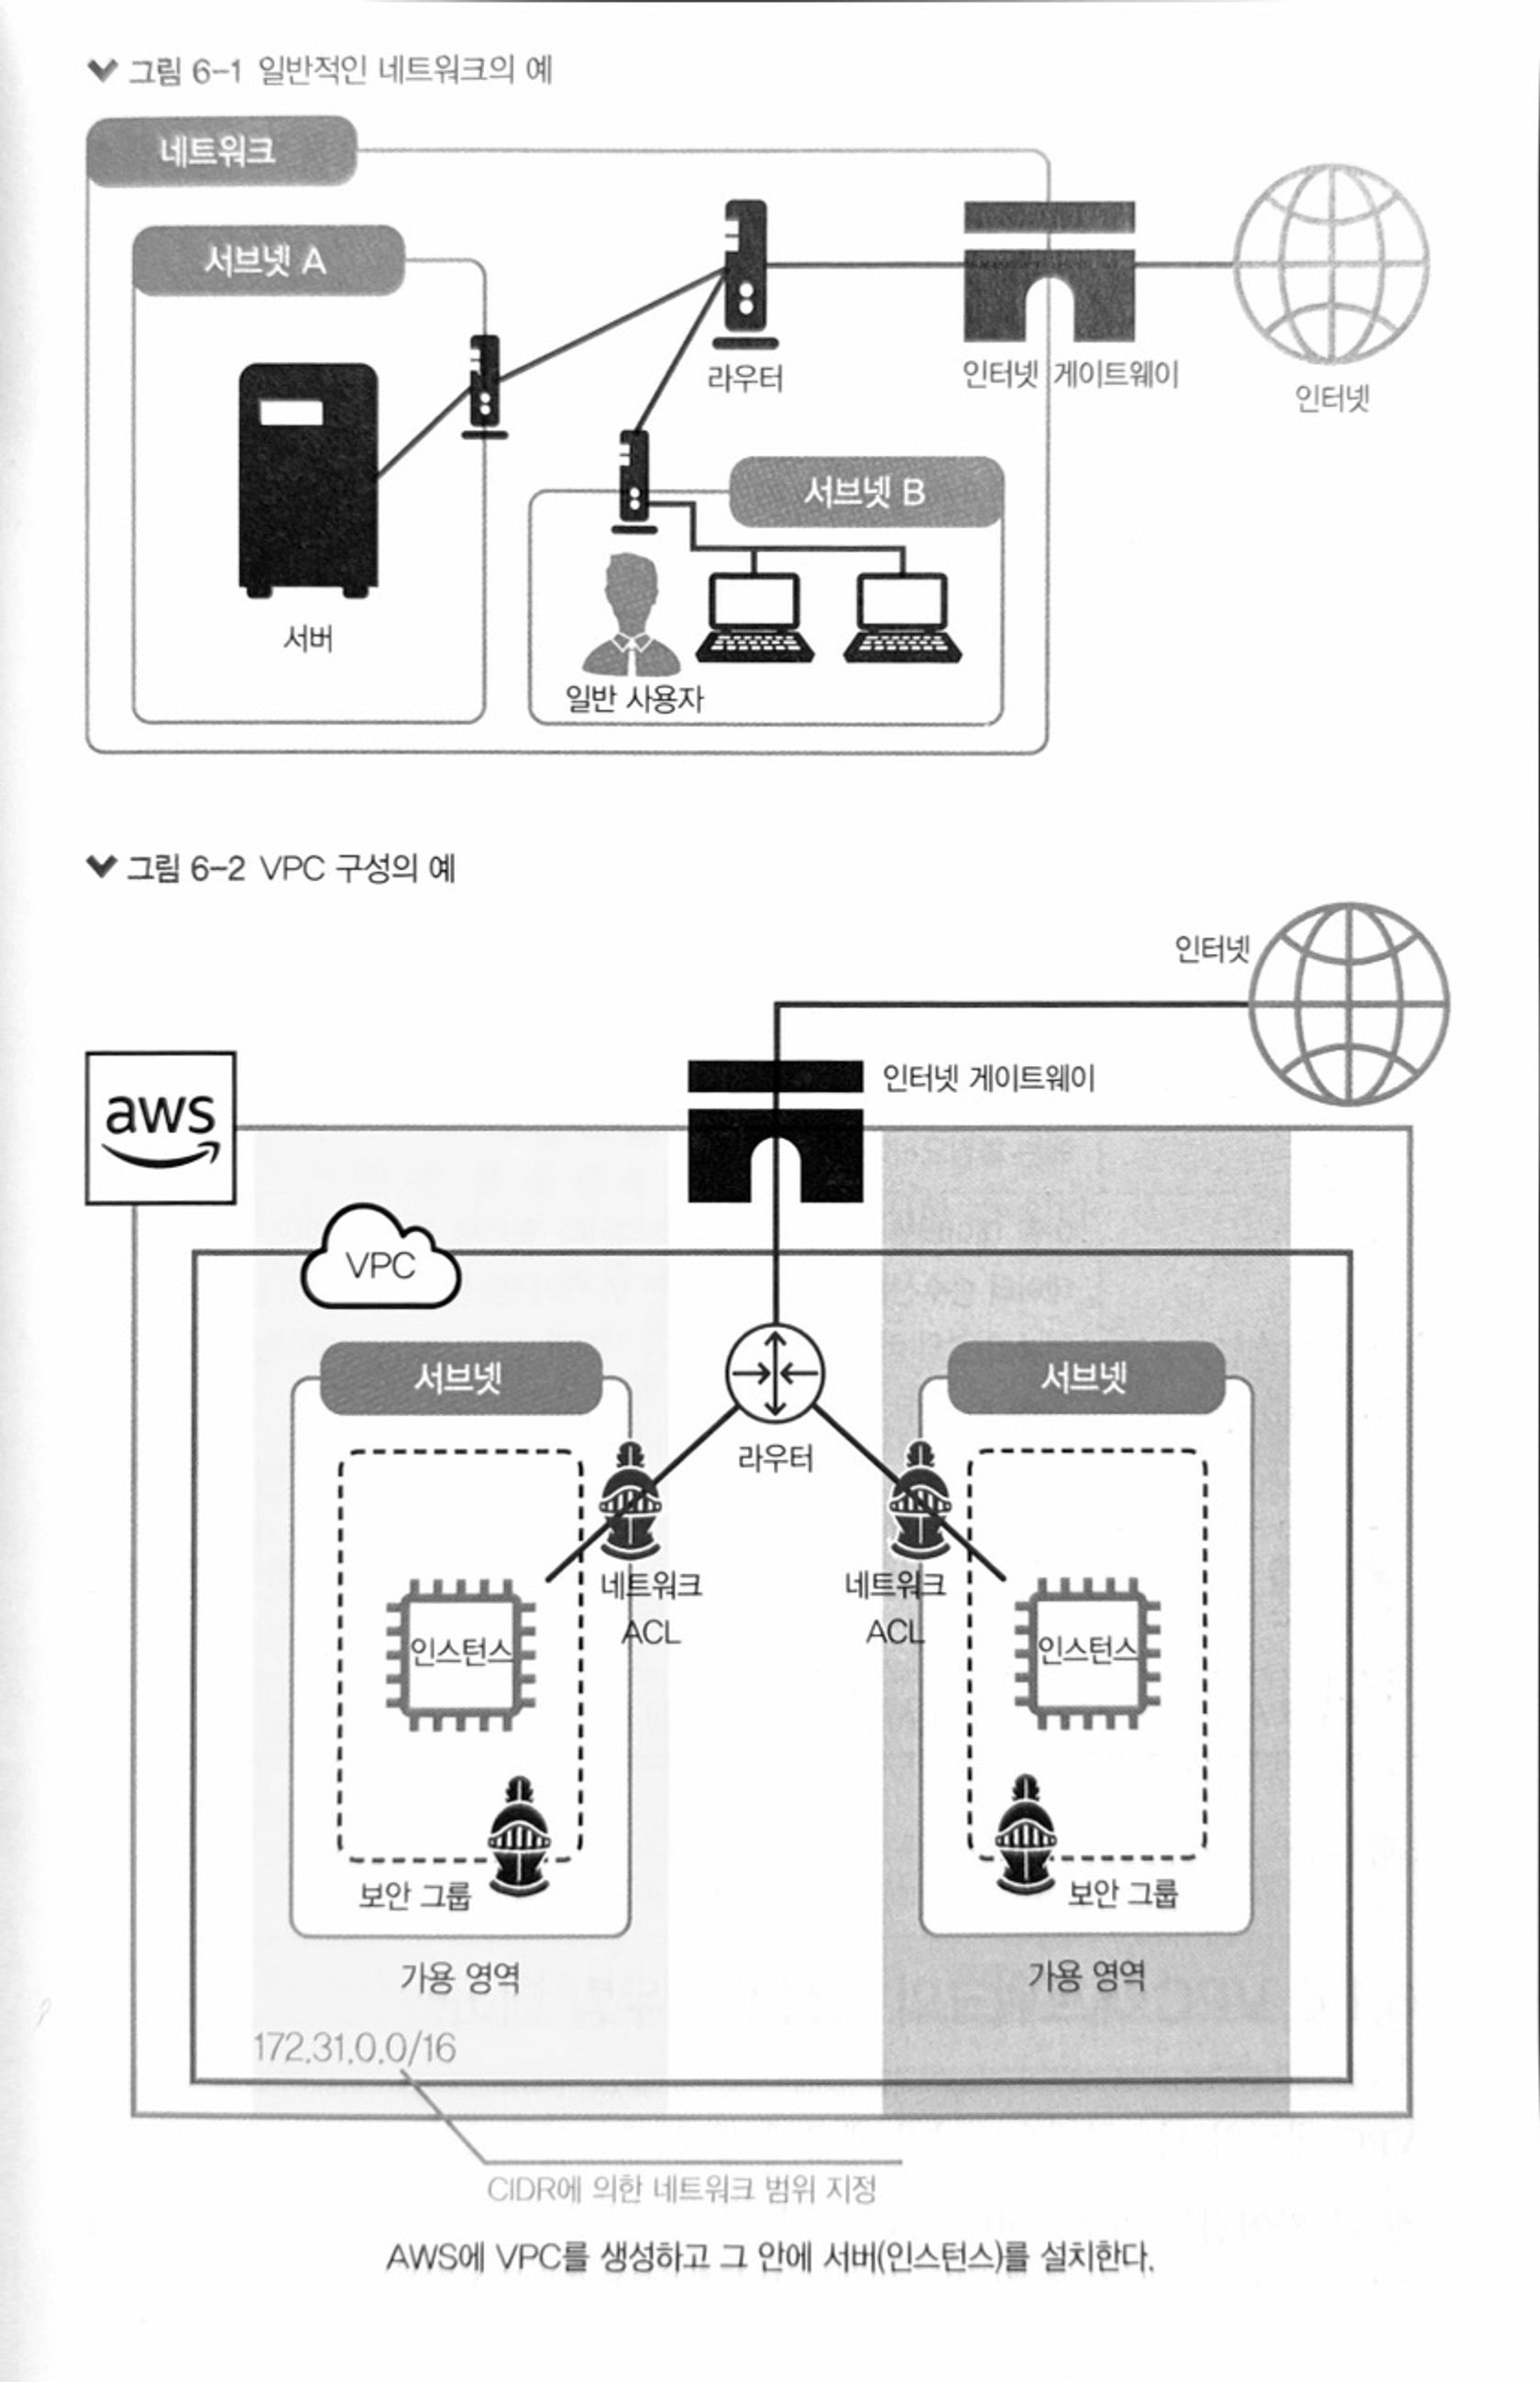 그림 6-1 일반적인 네트워크의 예
네트워크
서브넷 A
라우터
인터넷 게이트웨이
인터넷
서브넷 B
서버
일반 사용자
그림 6-2 VPC 구성의 예
인터넷
인터넷 게이트웨이
aws
VPC
서브넷
서브넷
라우터
네트워크
ACL
네트워크
ACL
인스턴스
인스턴스
보안 그룹
보안 그룹
가용 영역
가용 영역
172.31.0.0/16
CIDR에 의한 네트워크 범위 지정
AWS에 VPC를 생성하고 그 안에 서버(인스턴스)를 설치한다.